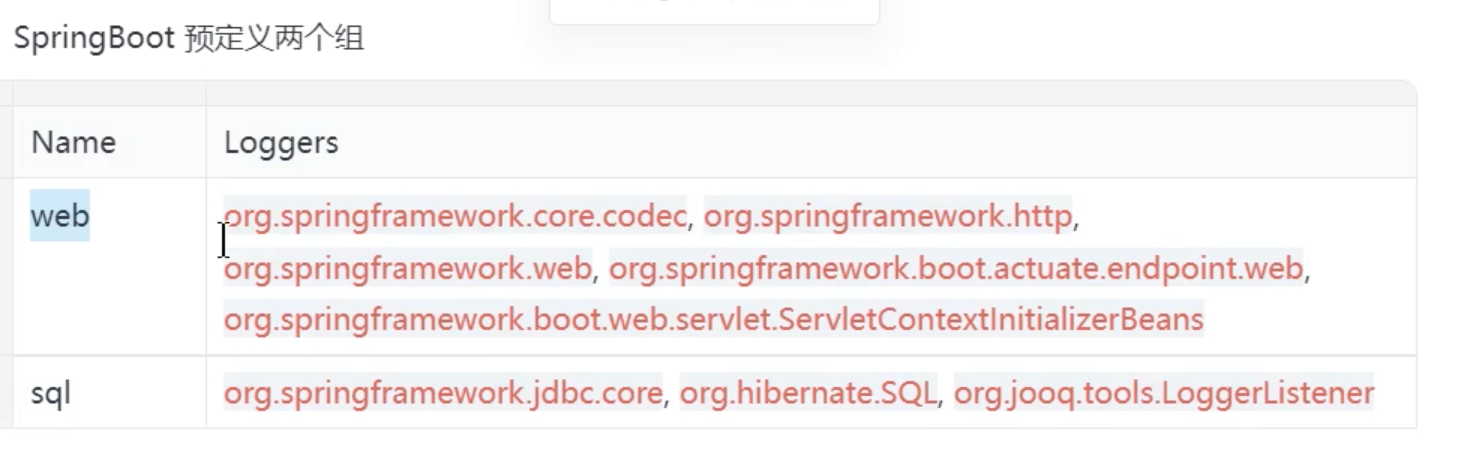 SpringBoot 预定义两个组
Name Loggers
web org.springframework.core.codec, org.springframework.http,
org.springframework.web, org.springframework.boot.actuate.endpoint.web,
org.springframework.boot.web.servlet.ServletContextInitializerBeans
sql org.springframework.jdbc.core, org.hibernate.SQL, org.jooq.tools.LoggerListener